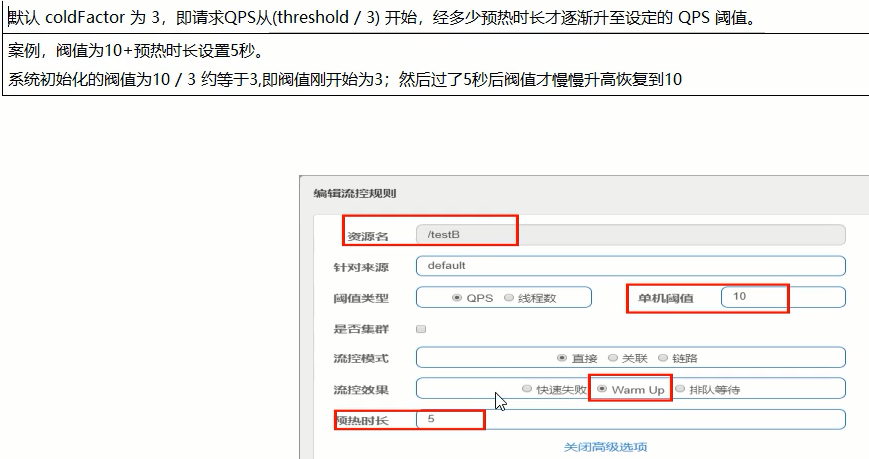 默认 coldFactor 为 3，即请求QPS从(threshold / 3) 开始，经多少预热时长才逐渐升至设定的 QPS 阈值。
案例，阀值为10+预热时长设置5秒。
系统初始化的阀值为10 / 3 约等于3,即阀值刚开始为3；然后过了5秒后阀值才慢慢升高恢复到10
编辑流控规则
资源名 /testB
针对来源 default
阈值类型 QPS 线程数 单机阈值 10
是否集群
流控模式 直接 关联 链路
流控效果 快速失败 Warm Up 排队等待
预热时长 5
关闭高级选项